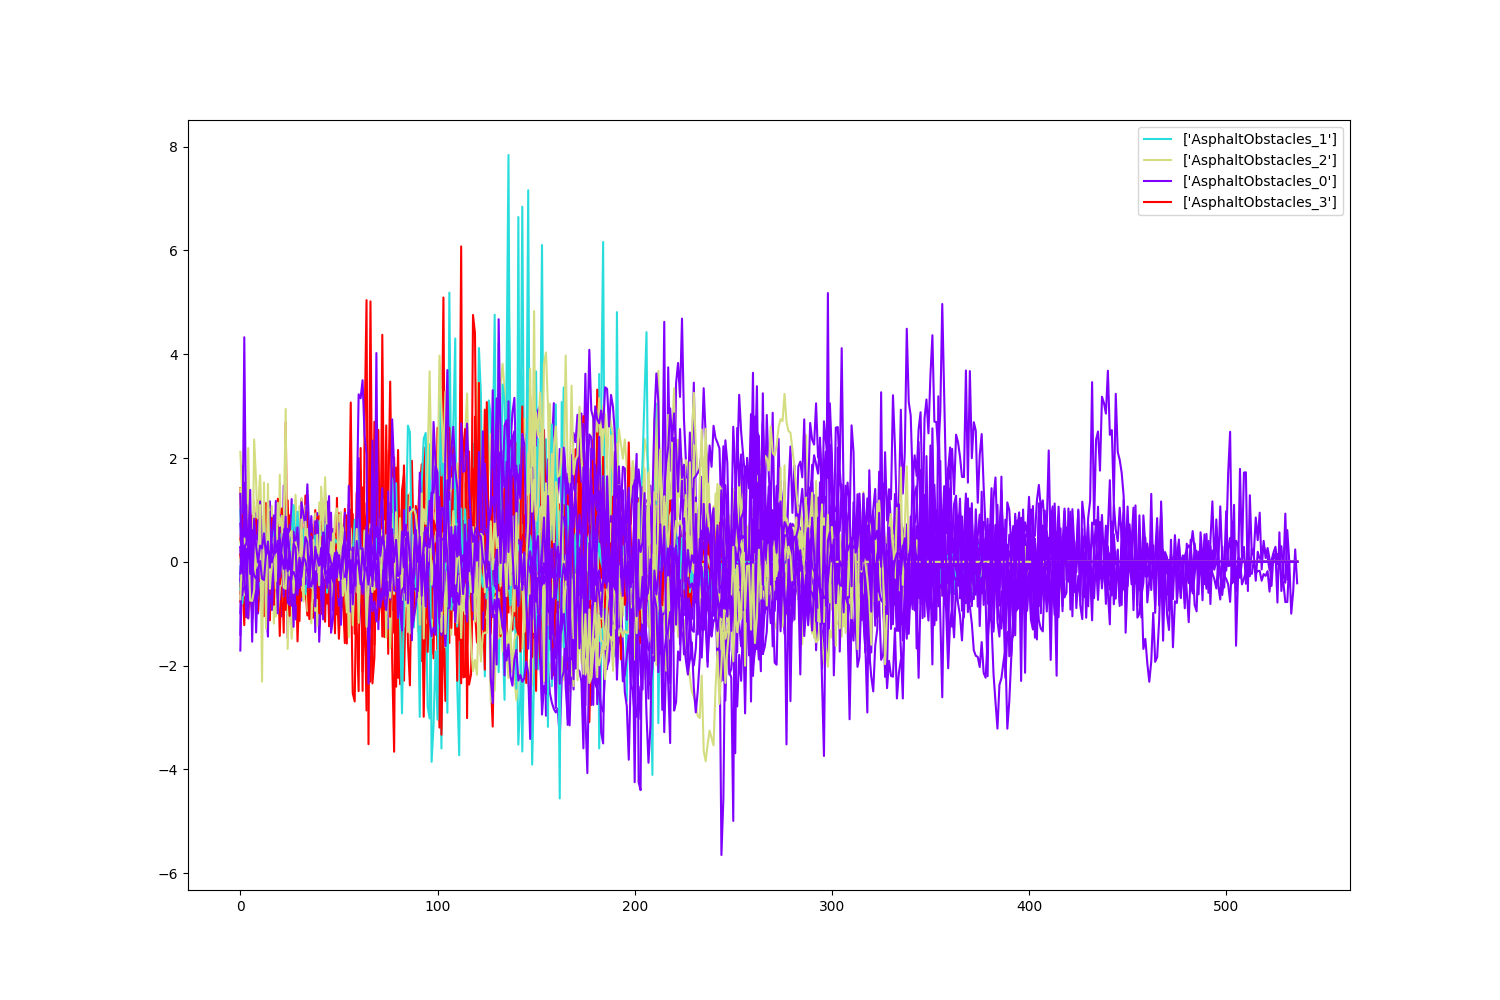 ['AsphaltObstacles_1']
['AsphaltObstacles_2']
['AsphaltObstacles_0']
['AsphaltObstacles_3']
8
6
4
2
0
−2
−4
−6
0 100 200 300 400 500